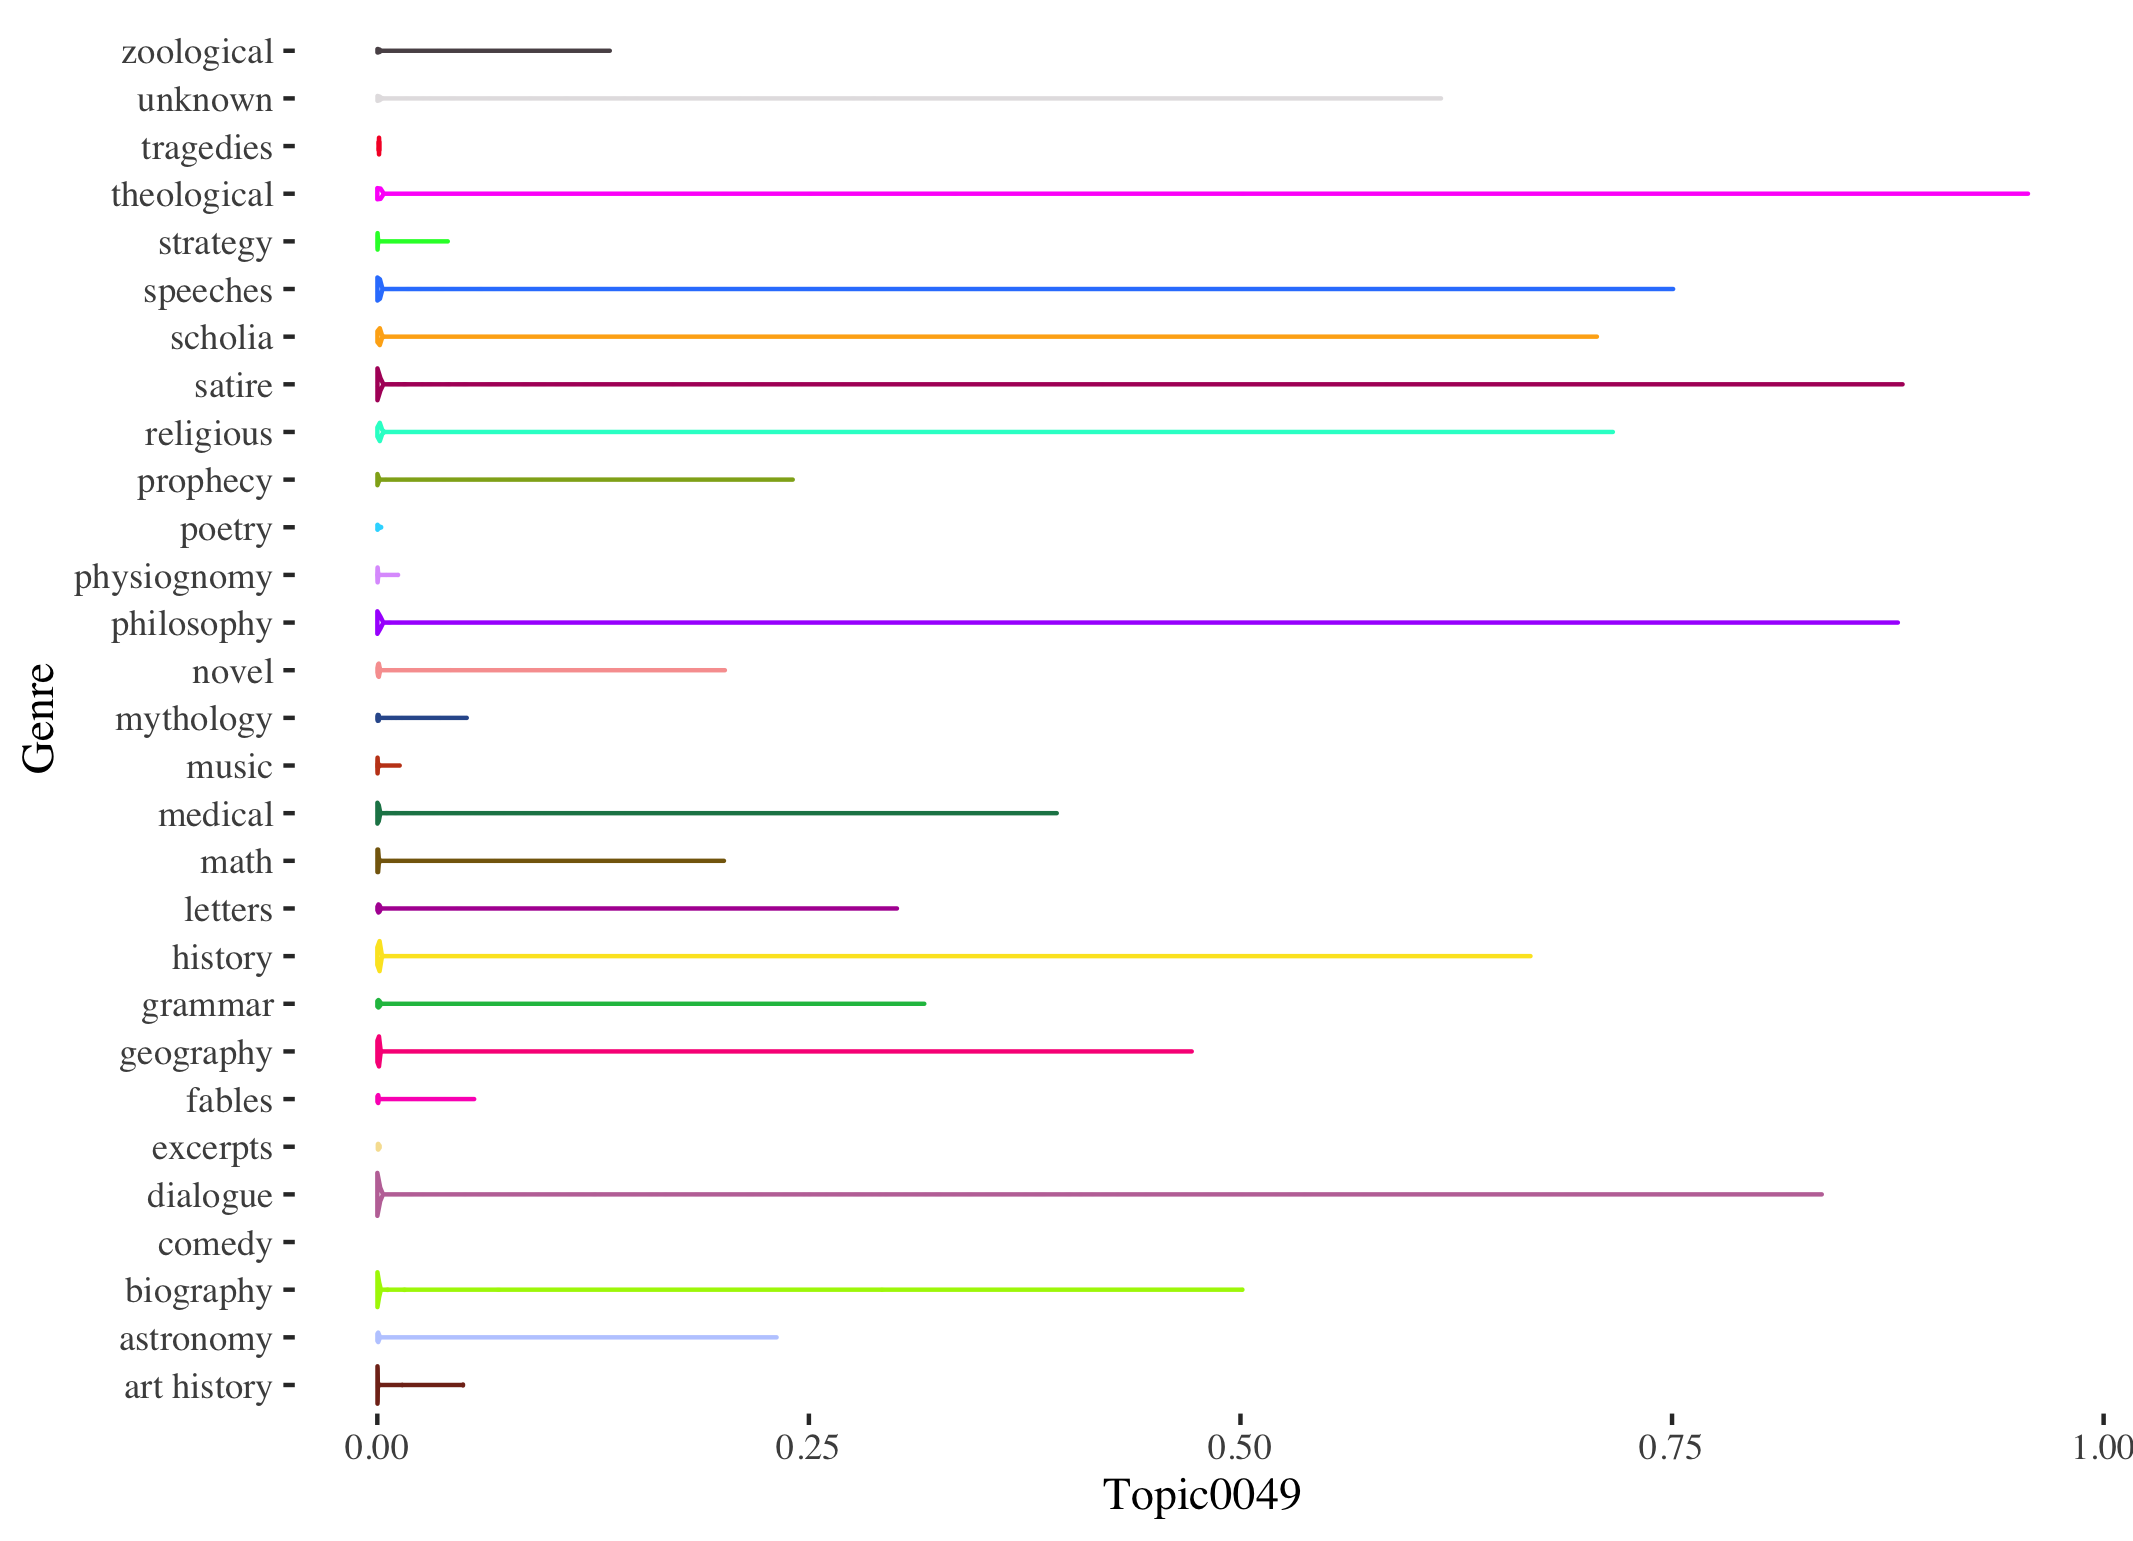 zoological
unknown
tragedies
theological
strategy
speeches
scholia
satire
religious
prophecy
poetry
physiognomy
philosophy
novel
mythology
music
medical
math
letters
history
grammar
geography
fables
excerpts
dialogue
comedy
biography
astronomy
art history
Genre
0.00 0.25 0.50 0.75 1.00
Topic0049